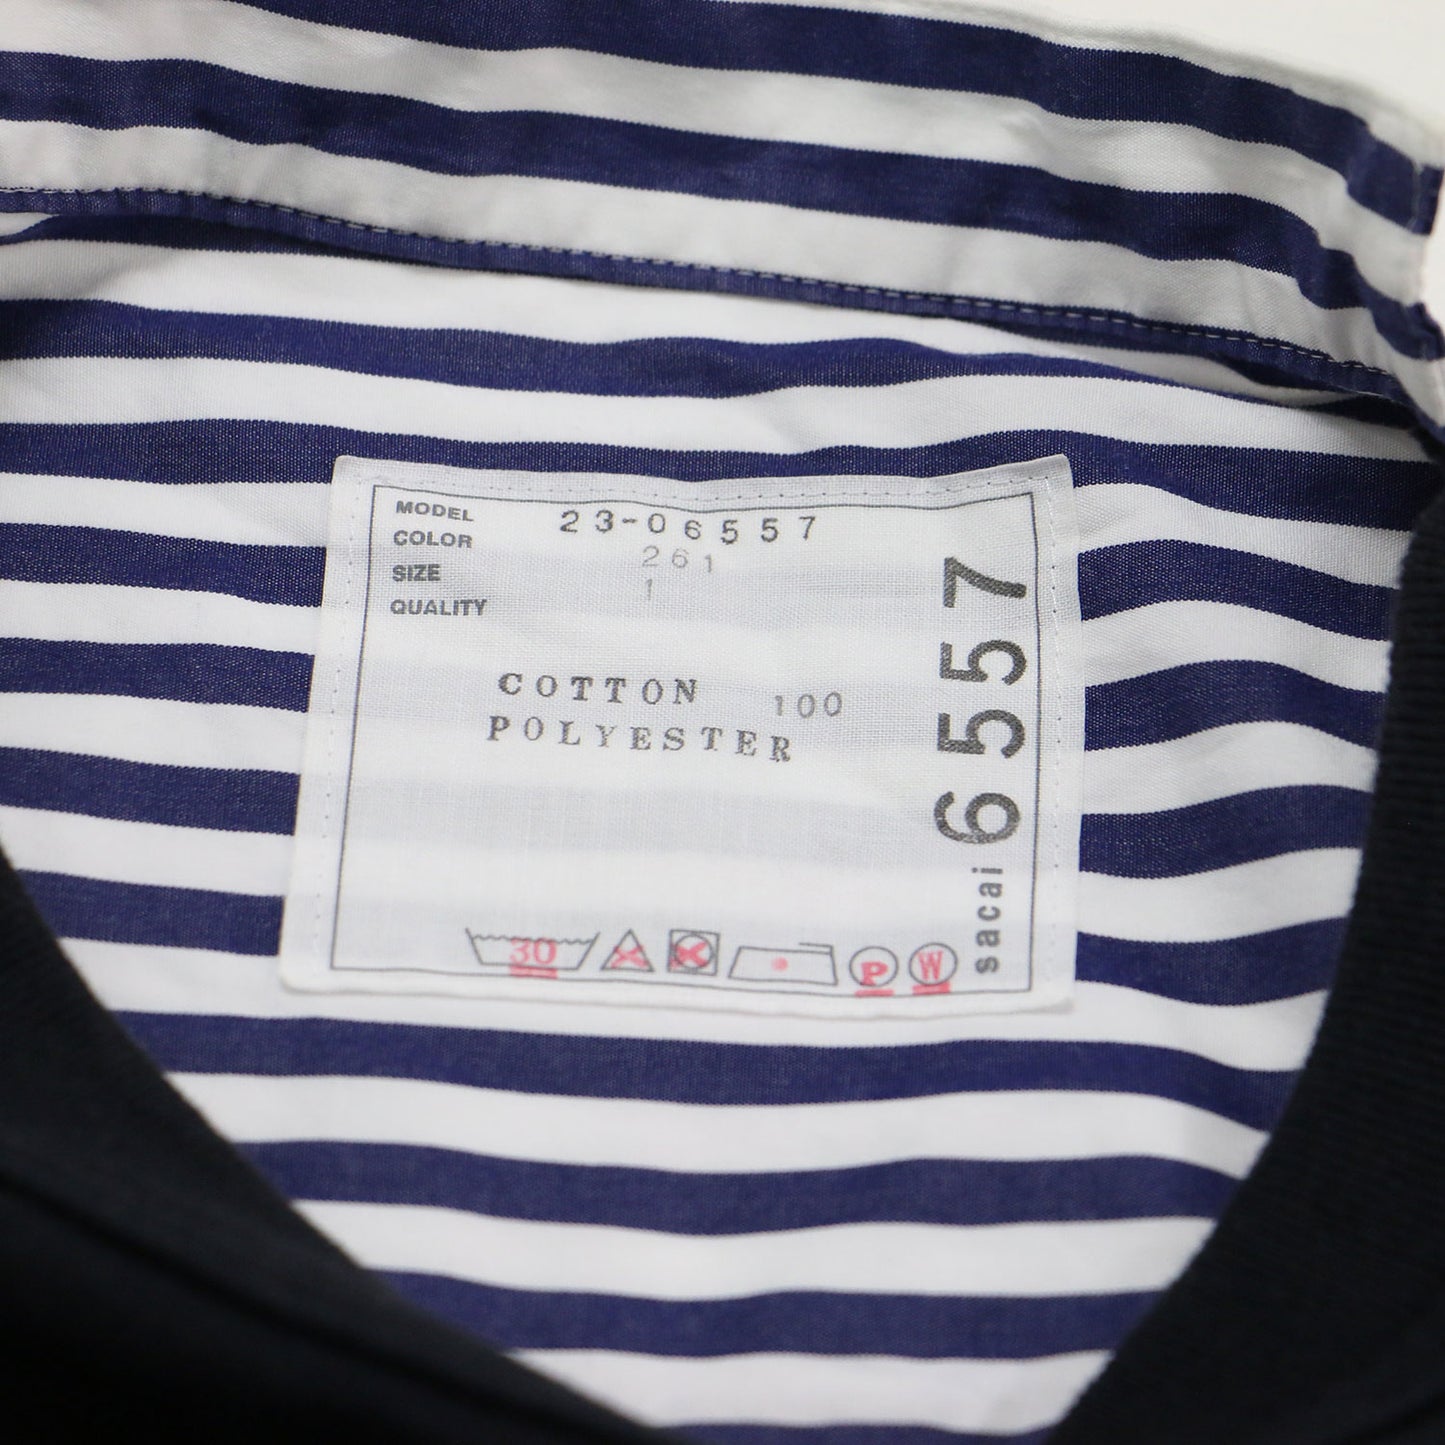 MODEL 23-06557
COLOR 261
SIZE 1
QUALITY
COTTON 100
POLYESTER
30
P
W
sacai 6557